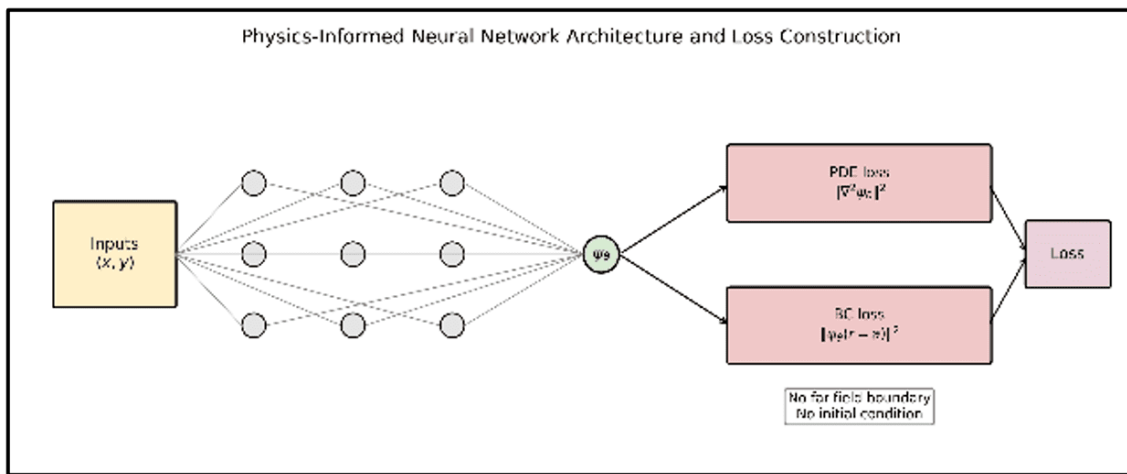 Physics-Informed Neural Network Architecture and Loss Construction
Inputs
(x, y)
ψθ
PDE loss
BC loss
Loss
No far field boundary
No initial condition